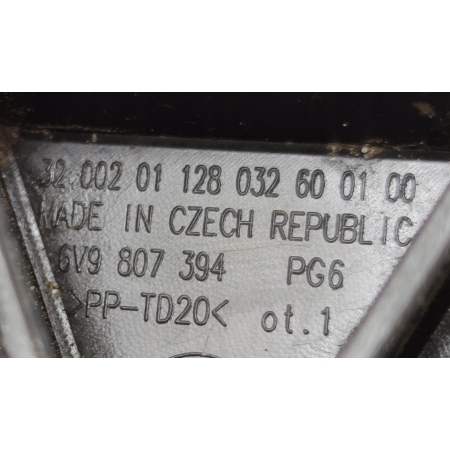 32 002 01 128 032 60 01 00
MADE IN CZECH REPUBLIC
6V9 807 394 PG6
>PP-TD20< ot.1